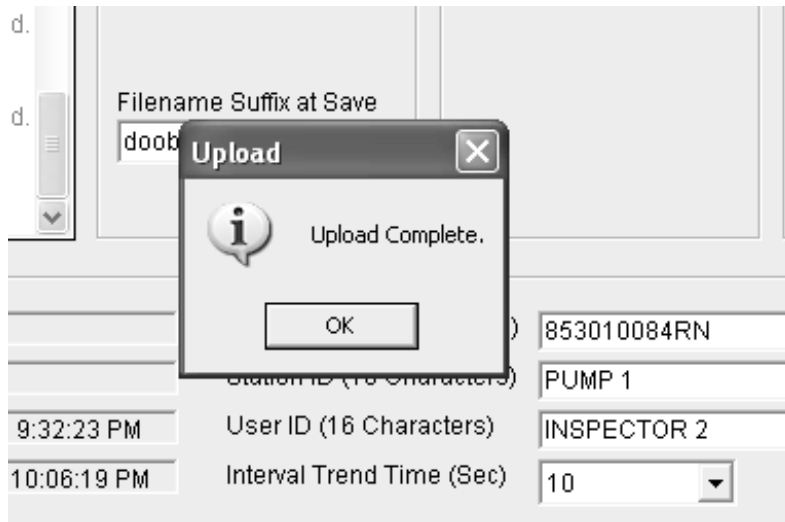 d.
d.
Filename Suffix at Save
doob
Upload
Upload Complete.
OK
853010084RN
PUMP 1
9:32:23 PM User ID (16 Characters) INSPECTOR 2
10:06:19 PM Interval Trend Time (Sec) 10